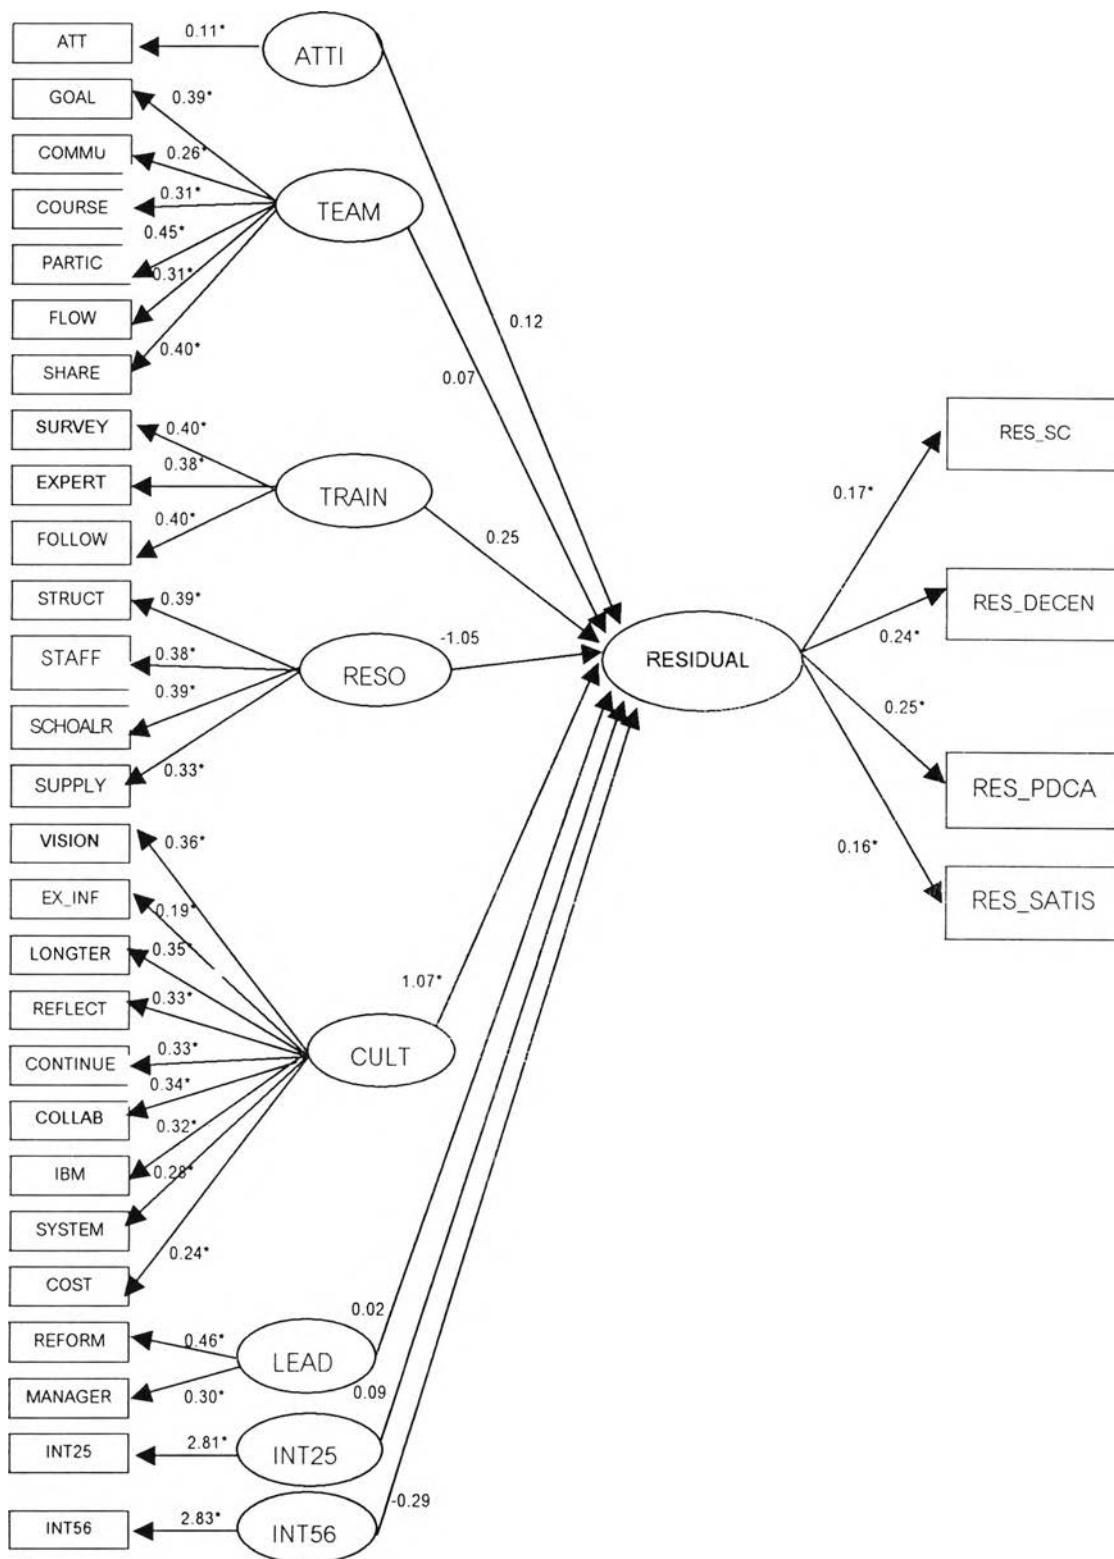 ATT
0.11*
ATTI
GOAL
0.39*
COMMU
0.26*
COURSE
0.31*
TEAM
PARTIC
0.45*
FLOW
0.31*
SHARE
0.40*
0.12
0.07
SURVEY
0.40*
EXPERT
0.38*
TRAIN
FOLLOW
0.40*
0.25
STRUCT
0.39*
STAFF
0.38*
RESO
-1.05
SCHOALR
0.39*
SUPPLY
0.33*
RESIDUAL
RES_SC
0.17*
RES_DECEN
0.24*
RES_PDCA
0.25*
RES_SATIS
0.16*
VISION
0.36*
EX_INF
0.19*
LONGTER
0.35*
REFLECT
0.33*
CONTINUE
0.33*
CULT
1.07*
COLLAB
0.34*
IBM
0.32*
SYSTEM
0.28*
COST
0.24*
REFORM
0.46*
LEAD
0.02
MANAGER
0.30*
0.09
INT25
2.81*
INT25
-0.29
INT56
2.83*
INT56